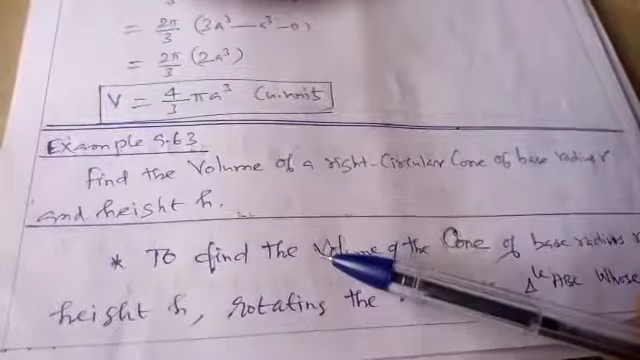 = 2π/3 (3a³ - a³ - 0)
= 2π/3 (2a³)
V = 4/3 πa³ Cu.units
Example 5.63
Find the Volume of a right-Circular Cone of base radius r
and height h.
* To find the Volume of the Cone of base radius r
height h, rotating the Δle ABC Whose